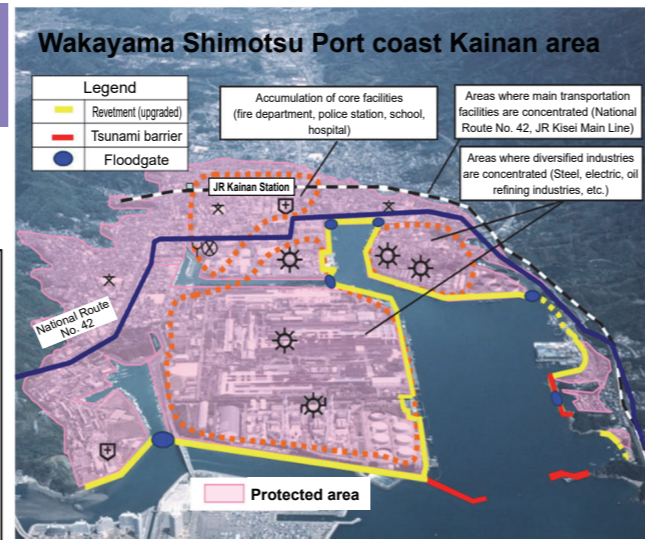 Wakayama Shimotsu Port coast Kainan area
Legend
Revetment (upgraded)
Tsunami barrier
Floodgate
Accumulation of core facilities
(fire department, police station, school,
hospital)
Areas where main transportation
facilities are concentrated (National
Route No. 42, JR Kisei Main Line)
Areas where diversified industries
are concentrated (Steel, electric, oil
refining industries, etc.)
JR Kainan Station
National Route
No. 42
Protected area